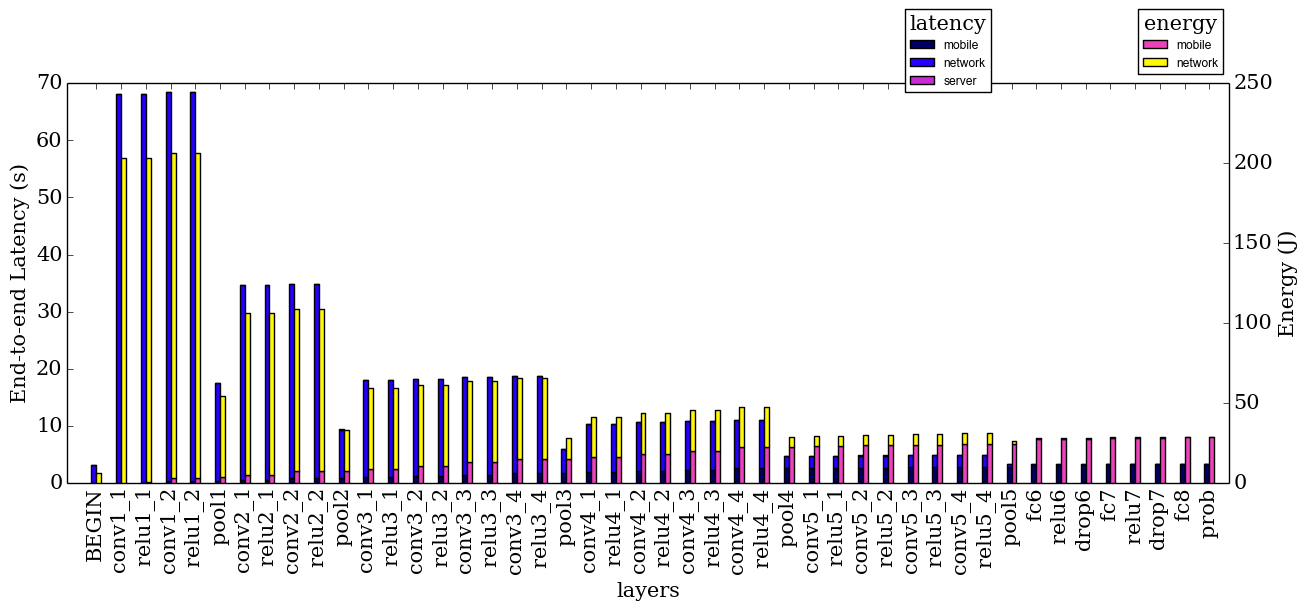 latency
mobile
network
server
energy
mobile
network
70
60
50
40
30
20
10
0
End-to-end Latency (s)
250
200
150
100
50
0
Energy (J)
BEGIN
conv1_1
relu1_1
conv1_2
relu1_2
pool1
conv2_1
relu2_1
conv2_2
relu2_2
pool2
conv3_1
relu3_1
conv3_2
relu3_2
conv3_3
relu3_3
conv3_4
relu3_4
pool3
conv4_1
relu4_1
conv4_2
relu4_2
conv4_3
relu4_3
conv4_4
relu4_4
pool4
conv5_1
relu5_1
conv5_2
relu5_2
conv5_3
relu5_3
conv5_4
relu5_4
pool5
fc6
relu6
drop6
fc7
relu7
drop7
fc8
prob
layers